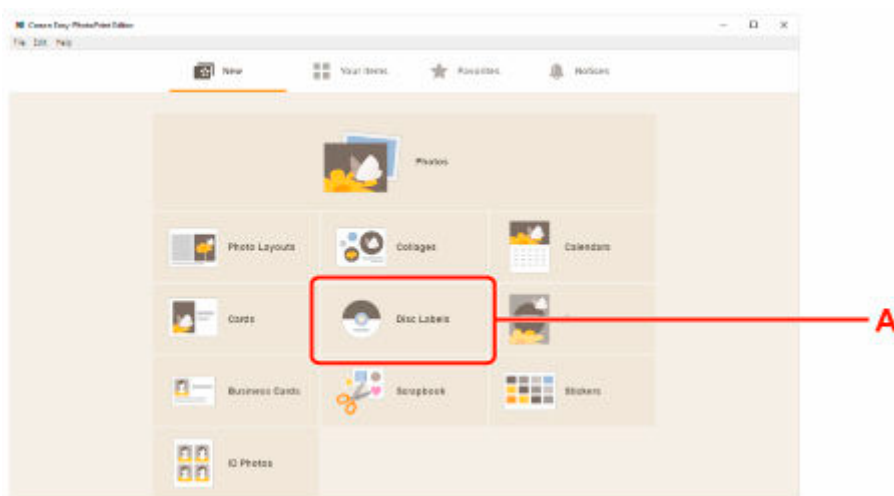 Canon Easy-PhotoPrint Editor
File Edit Help
New Your Items Favorites Notices
Photos
Photo Layouts Collages Calendars
Cards Disc Labels
A
Business Cards Scrapbook Stickers
ID Photos